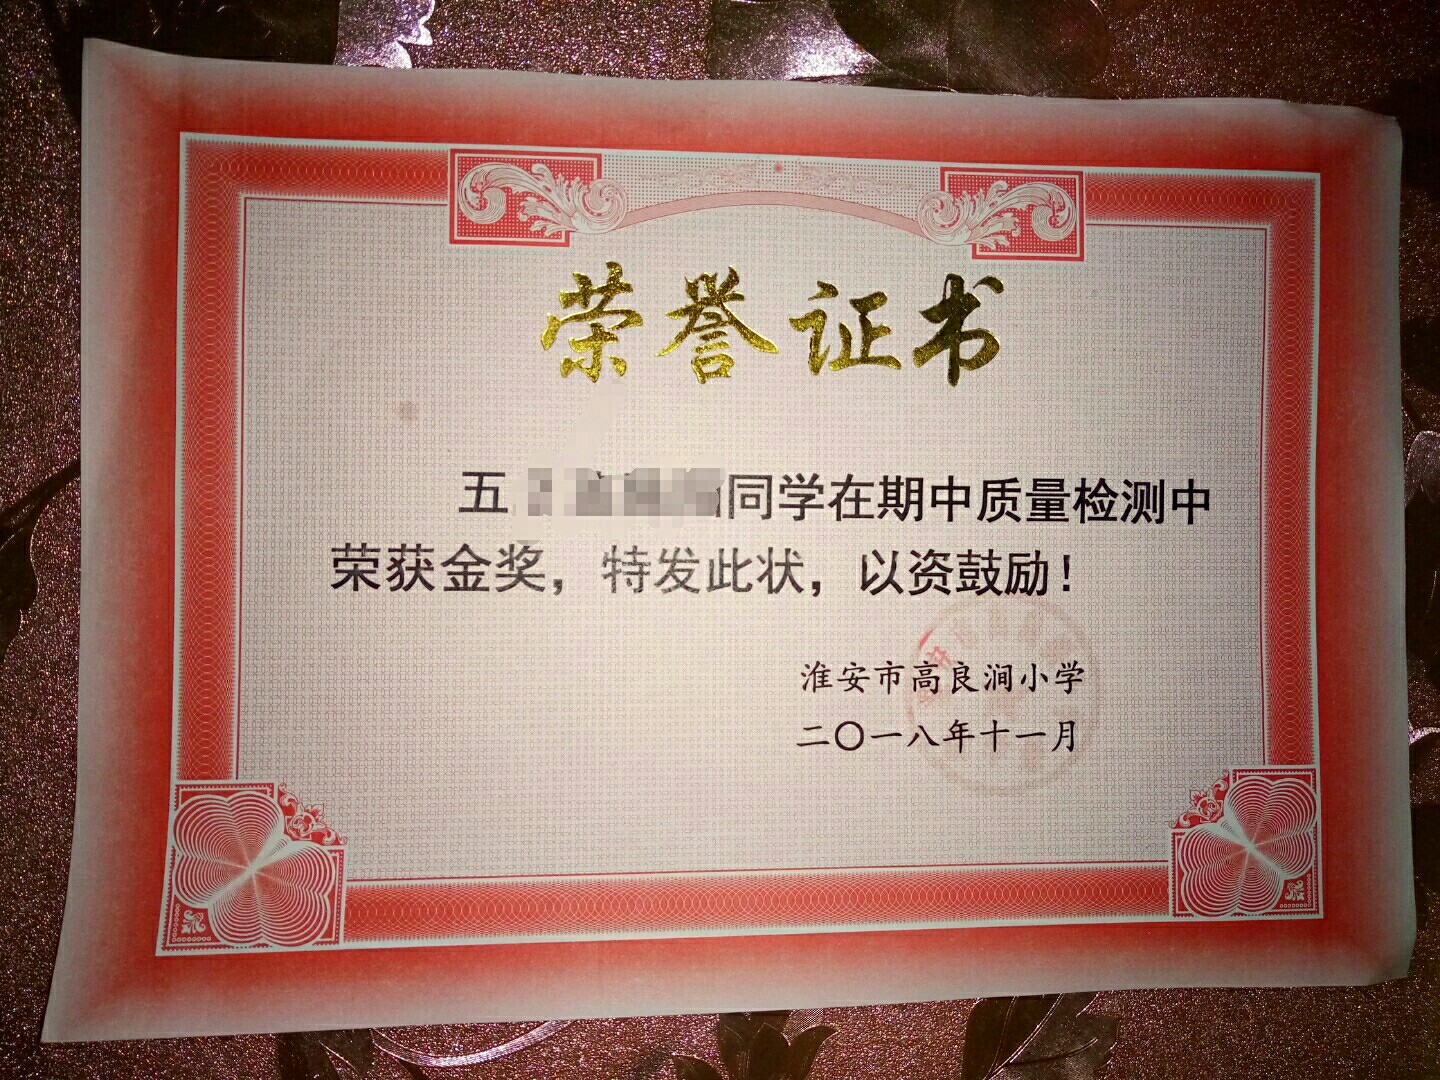 荣誉证书
五 同学在期中质量检测中
荣获金奖，特发此状，以资鼓励！
淮安市高良涧小学
二〇一八年十一月